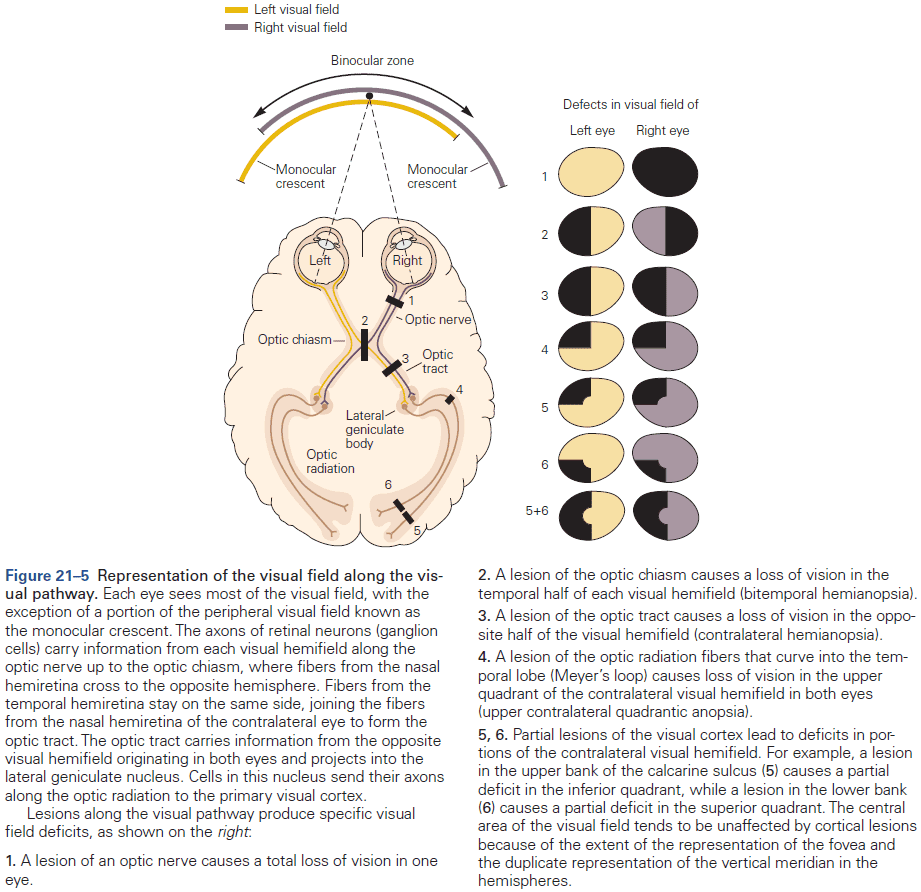 Left visual field
Right visual field
Binocular zone
Monocular
crescent
Monocular
crescent
Left
Right
1
Optic nerve
2
Optic chiasm
3
Optic
tract
4
Lateral
geniculate
body
Optic
radiation
6
5
Defects in visual field of
Left eye Right eye
1
2
3
4
5
6
5+6
Figure 21–5 Representation of the visual field along the vis-
ual pathway. Each eye sees most of the visual field, with the
exception of a portion of the peripheral visual field known as
the monocular crescent. The axons of retinal neurons (ganglion
cells) carry information from each visual hemifield along the
optic nerve up to the optic chiasm, where fibers from the nasal
hemiretina cross to the opposite hemisphere. Fibers from the
temporal hemiretina stay on the same side, joining the fibers
from the nasal hemiretina of the contralateral eye to form the
optic tract. The optic tract carries information from the opposite
visual hemifield originating in both eyes and projects into the
lateral geniculate nucleus. Cells in this nucleus send their axons
along the optic radiation to the primary visual cortex.
Lesions along the visual pathway produce specific visual
field deficits, as shown on the right:
1. A lesion of an optic nerve causes a total loss of vision in one
eye.
2. A lesion of the optic chiasm causes a loss of vision in the
temporal half of each visual hemifield (bitemporal hemianopsia).
3. A lesion of the optic tract causes a loss of vision in the oppo-
site half of the visual hemifield (contralateral hemianopsia).
4. A lesion of the optic radiation fibers that curve into the tem-
poral lobe (Meyer's loop) causes loss of vision in the upper
quadrant of the contralateral visual hemifield in both eyes
(upper contralateral quadrantic anopsia).
5, 6. Partial lesions of the visual cortex lead to deficits in por-
tions of the contralateral visual hemifield. For example, a lesion
in the upper bank of the calcarine sulcus (5) causes a partial
deficit in the inferior quadrant, while a lesion in the lower bank
(6) causes a partial deficit in the superior quadrant. The central
area of the visual field tends to be unaffected by cortical lesions
because of the extent of the representation of the fovea and
the duplicate representation of the vertical meridian in the
hemispheres.